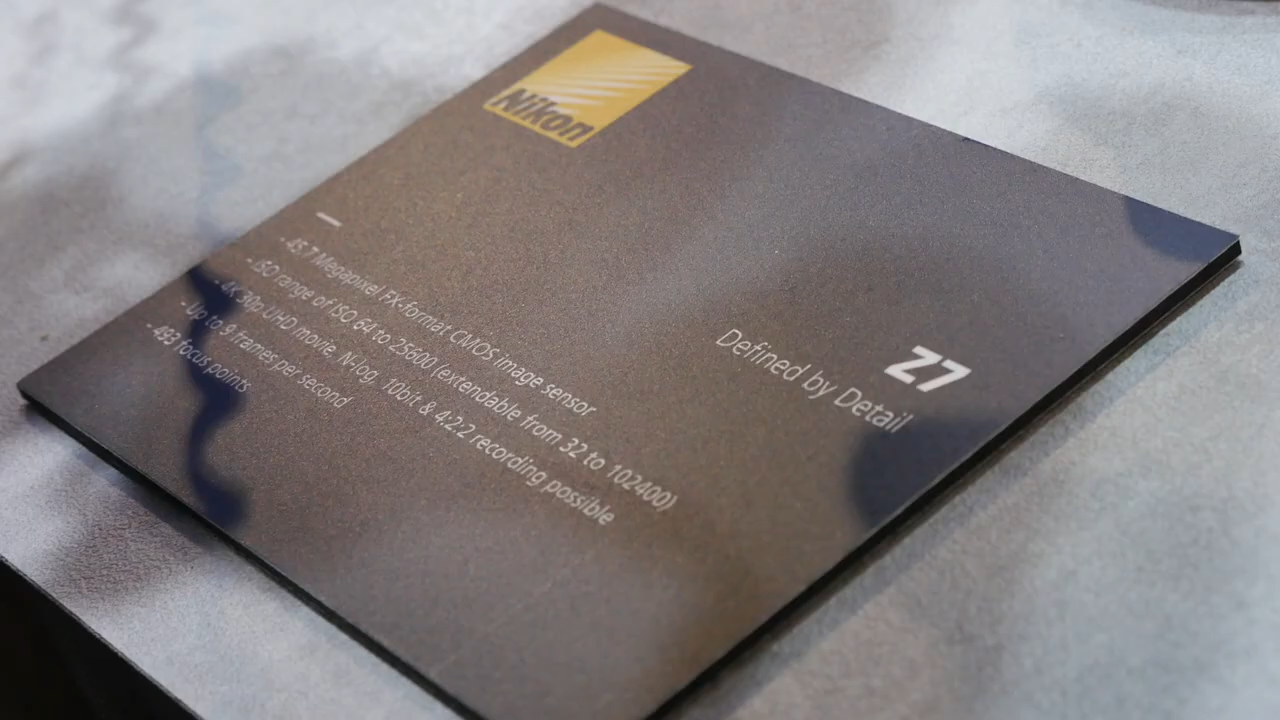 Nikon
Z7
Defined by Detail
- 45.7 Megapixel FX-format CMOS image sensor
- ISO range of ISO 64 to 25600 (extendable from 32 to 102400)
- 4K 30p UHD movie, N-log, 10bit & 4:2:2 recording possible
- Up to 9 frames per second
- 493 focus points